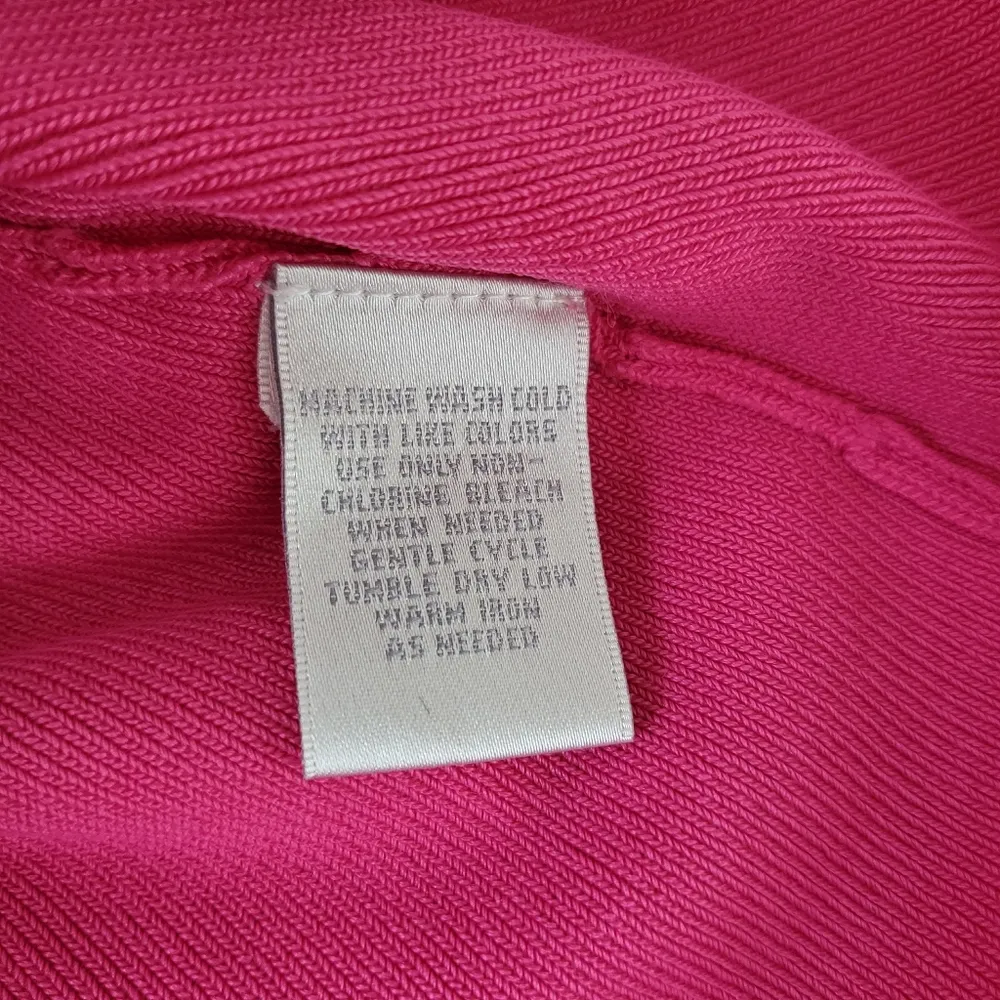 MACHINE WASH COLD
WITH LIKE COLORS
USE ONLY NON-
CHLORINE BLEACH
WHEN NEEDED
GENTLE CYCLE
TUMBLE DRY LOW
WARM IRON
AS NEEDED